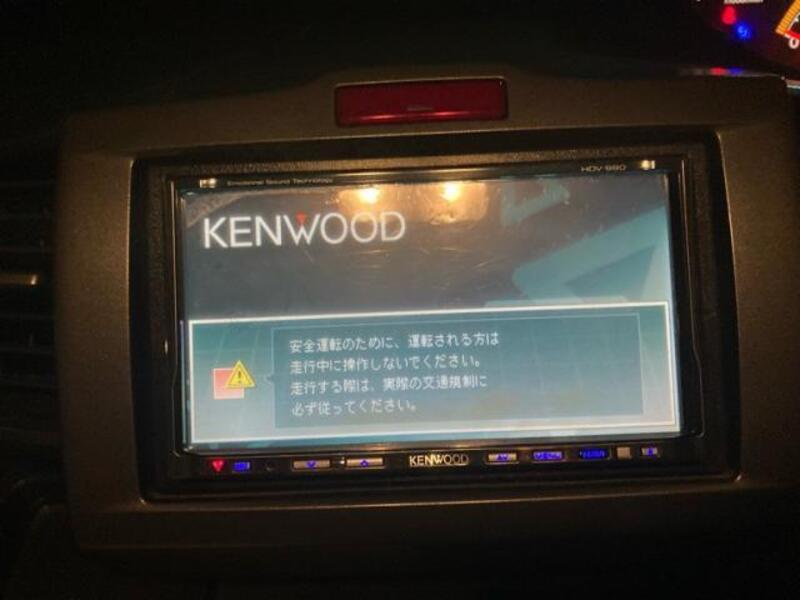 Emotional Sound Technology
HDV-990
KENWOOD
安全運転のために、運転される方は
走行中に操作しないでください。
走行する際は、実際の交通規制に
必ず従ってください。
KENWOOD
0